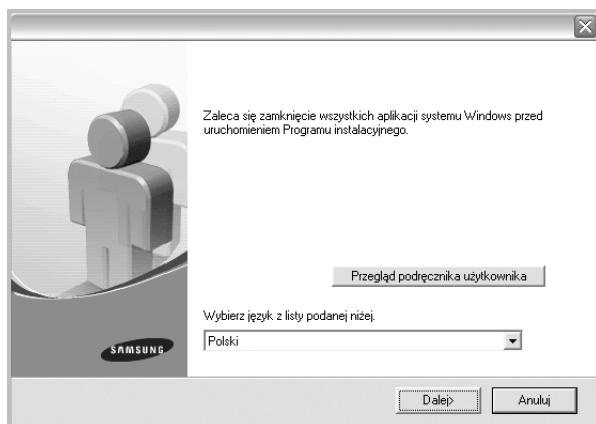 Zaleca się zamknięcie wszystkich aplikacji systemu Windows przed
uruchomieniem Programu instalacyjnego.
Przegląd podręcznika użytkownika
Wybierz język z listy podanej niżej.
Polski
SAMSUNG
Dalej>
Anuluj